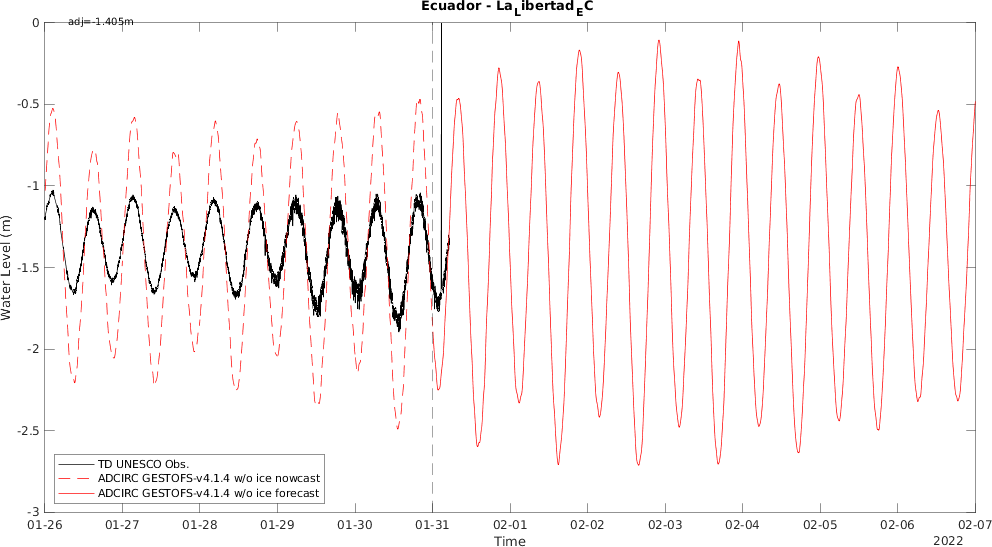 Ecuador - LaLibertadEC
adj=-1.405m
0
-0.5
-1
-1.5
-2
-2.5
-3
Water Level (m)
TD UNESCO Obs.
ADCIRC GESTOFS-v4.1.4 w/o ice nowcast
ADCIRC GESTOFS-v4.1.4 w/o ice forecast
01-26 01-27 01-28 01-29 01-30 01-31 02-01 02-02 02-03 02-04 02-05 02-06 02-07
Time
2022